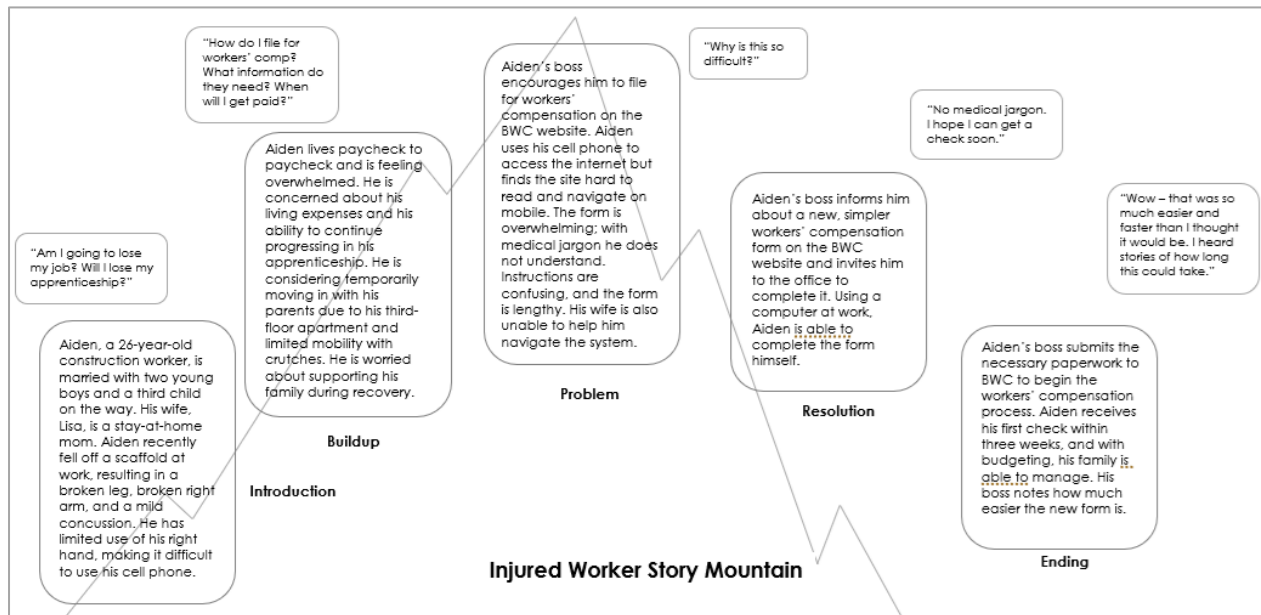 “Am I going to lose
my job? Will I lose my
apprenticeship?”
Aiden, a 26-year-old
construction worker, is
married with two young
boys and a third child
on the way. His wife,
Lisa, is a stay-at-home
mom. Aiden recently
fell off a scaffold at
work, resulting in a
broken leg, broken right
arm, and a mild
concussion. He has
limited use of his right
hand, making it difficult
to use his cell phone.
Introduction
“How do I file for
workers’ comp?
What information do
they need? When
will I get paid?”
Aiden lives paycheck to
paycheck and is feeling
overwhelmed. He is
concerned about his
living expenses and his
ability to continue
progressing in his
apprenticeship. He is
considering temporarily
moving in with his
parents due to his third-
floor apartment and
limited mobility with
crutches. He is worried
about supporting his
family during recovery.
Buildup
Aiden’s boss
encourages him to file
for workers’
compensation on the
BWC website. Aiden
uses his cell phone to
access the internet but
finds the site hard to
read and navigate on
mobile. The form is
overwhelming; with
medical jargon he does
not understand.
Instructions are
confusing, and the form
is lengthy. His wife is also
unable to help him
navigate the system.
Problem
“Why is this so
difficult?”
Aiden’s boss informs him
about a new, simpler
workers’ compensation
form on the BWC
website and invites him
to the office to
complete it. Using a
computer at work,
Aiden is able to
complete the form
himself.
Resolution
“No medical jargon.
I hope I can get a
check soon.”
“Wow – that was so
much easier and
faster than I thought
it would be. I heard
stories of how long
this could take.”
Aiden’s boss submits the
necessary paperwork to
BWC to begin the
workers’ compensation
process. Aiden receives
his first check within
three weeks, and with
budgeting, his family is
able to manage. His
boss notes how much
easier the new form is.
Ending
Injured Worker Story Mountain